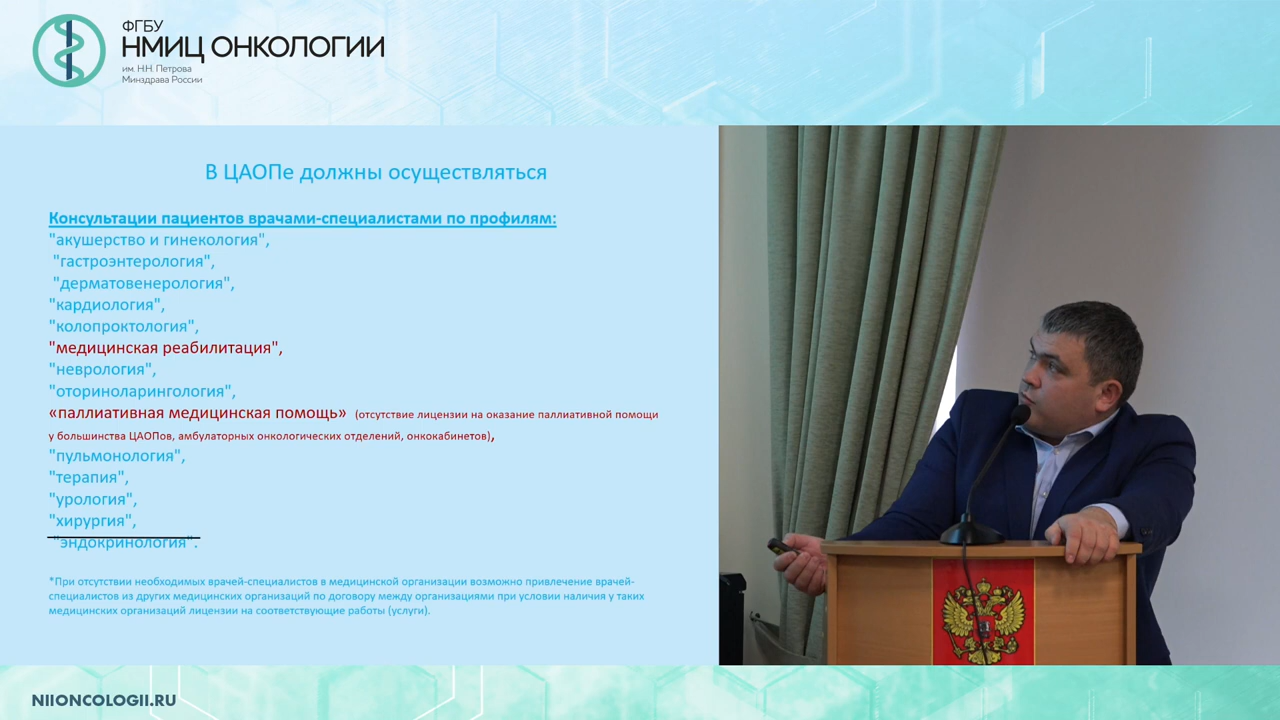 ФГБУ
НМИЦ ОНКОЛОГИИ
им. Н.Н. Петрова
Минздрава России
В ЦАОПе должны осуществляться
Консультации пациентов врачами-специалистами по профилям:
"акушерство и гинекология",
"гастроэнтерология",
"дерматовенерология",
"кардиология",
"колопроктология",
"медицинская реабилитация",
"неврология",
"оториноларингология",
«паллиативная медицинская помощь» (отсутствие лицензии на оказание паллиативной помощи
у большинства ЦАОПов, амбулаторных онкологических отделений, онкокабинетов),
"пульмонология",
"терапия",
"урология",
"хирургия",
"эндокринология".
*При отсутствии необходимых врачей-специалистов в медицинской организации возможно привлечение врачей-
специалистов из других медицинских организаций по договору между организациями при условии наличия у таких
медицинских организаций лицензии на соответствующие работы (услуги).
NIIONCOLOGII.RU